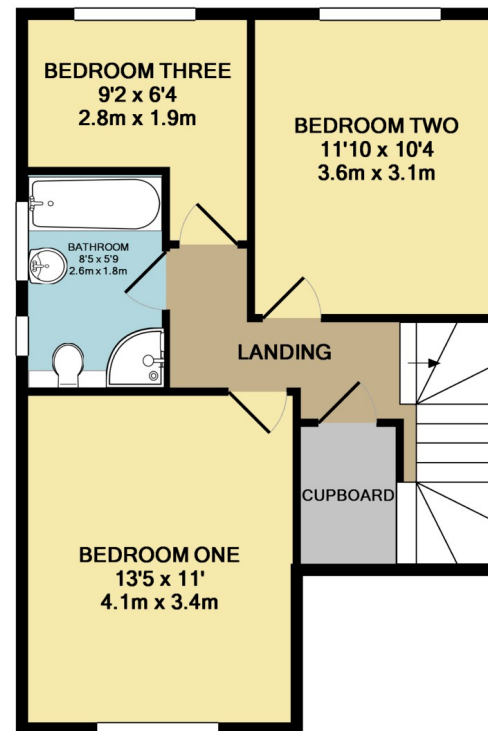 BEDROOM THREE
9'2 x 6'4
2.8m x 1.9m
BEDROOM TWO
11'10 x 10'4
3.6m x 3.1m
BATHROOM
8'5 x 5'9
2.6m x 1.8m
LANDING
CUPBOARD
BEDROOM ONE
13'5 x 11'
4.1m x 3.4m